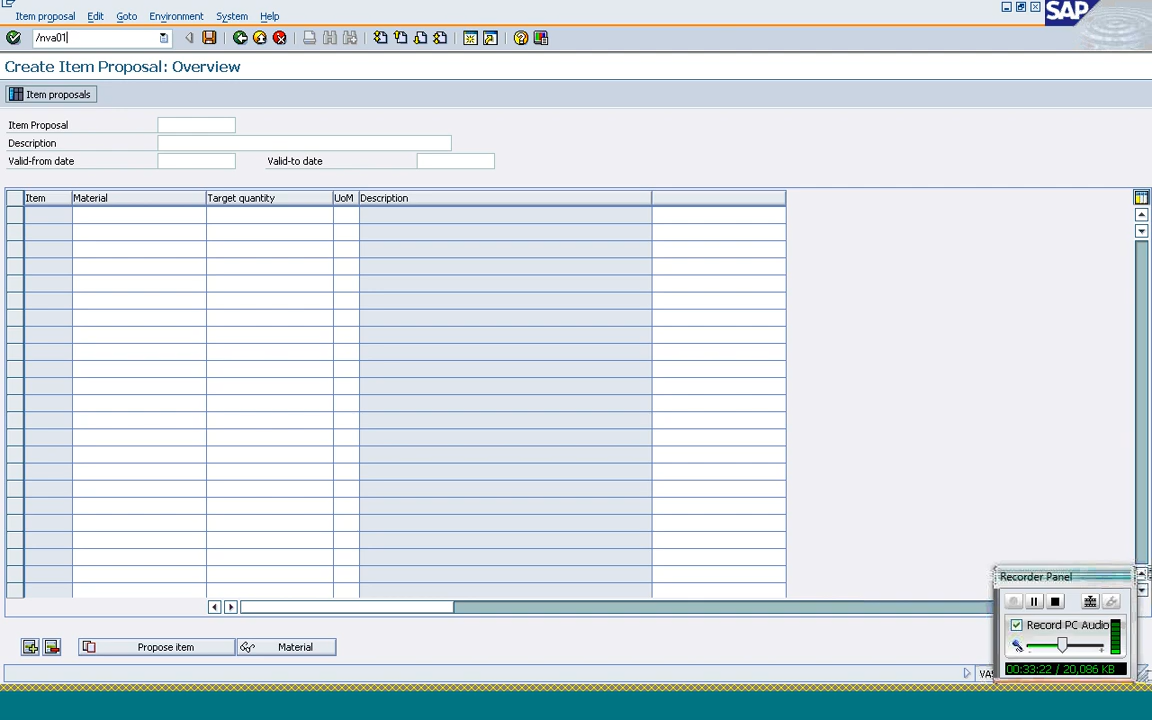 Item proposal Edit Goto Environment System Help
SAP
/nva01
Create Item Proposal: Overview
Item proposals
Item Proposal
Description
Valid-from date Valid-to date
Item Material Target quantity UoM Description
Recorder Panel
Record PC Audio
00:33:22 / 20,086 KB
Propose item Material